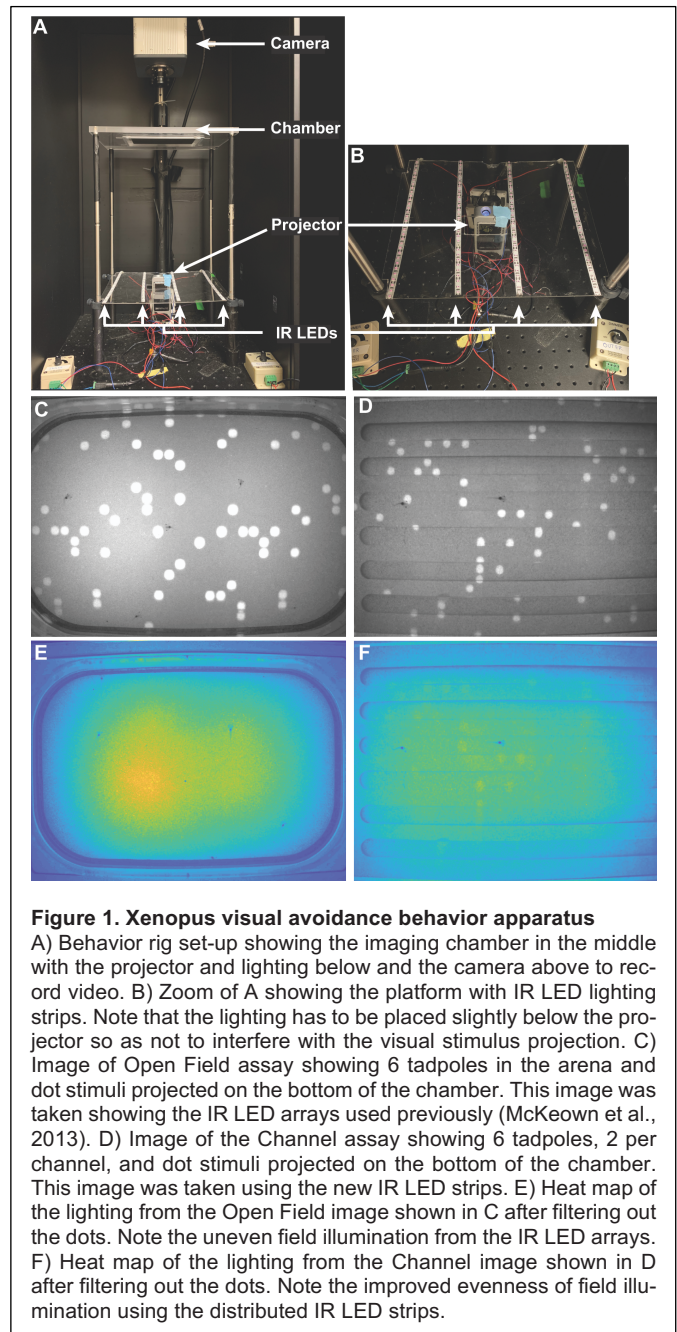 A
Camera
Chamber
B
Projector
IR LEDs
C
D
E
F
Figure 1. Xenopus visual avoidance behavior apparatus
A) Behavior rig set-up showing the imaging chamber in the middle
with the projector and lighting below and the camera above to rec-
ord video. B) Zoom of A showing the platform with IR LED lighting
strips. Note that the lighting has to be placed slightly below the pro-
jector so as not to interfere with the visual stimulus projection. C)
Image of Open Field assay showing 6 tadpoles in the arena and
dot stimuli projected on the bottom of the chamber. This image was
taken showing the IR LED arrays used previously (McKeown et al.,
2013). D) Image of the Channel assay showing 6 tadpoles, 2 per
channel, and dot stimuli projected on the bottom of the chamber.
This image was taken using the new IR LED strips. E) Heat map of
the lighting from the Open Field image shown in C after filtering out
the dots. Note the uneven field illumination from the IR LED arrays.
F) Heat map of the lighting from the Channel image shown in D
after filtering out the dots. Note the improved evenness of field illu-
mination using the distributed IR LED strips.